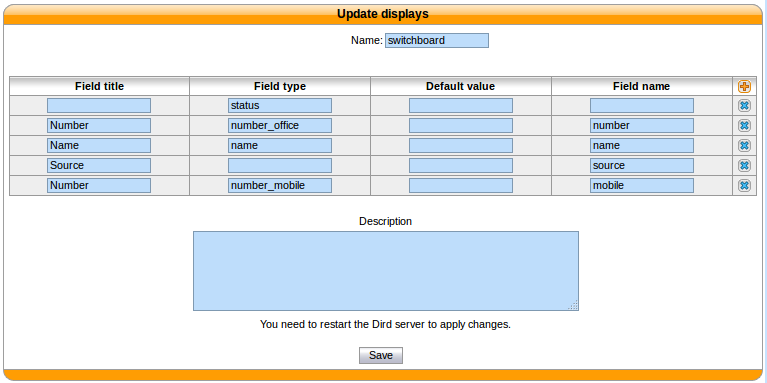 Update displays
Name: switchboard
Field title Field type Default value Field name
status
Number number_office number
Name name name
Source source
Number number_mobile mobile
Description
You need to restart the Dird server to apply changes.
Save